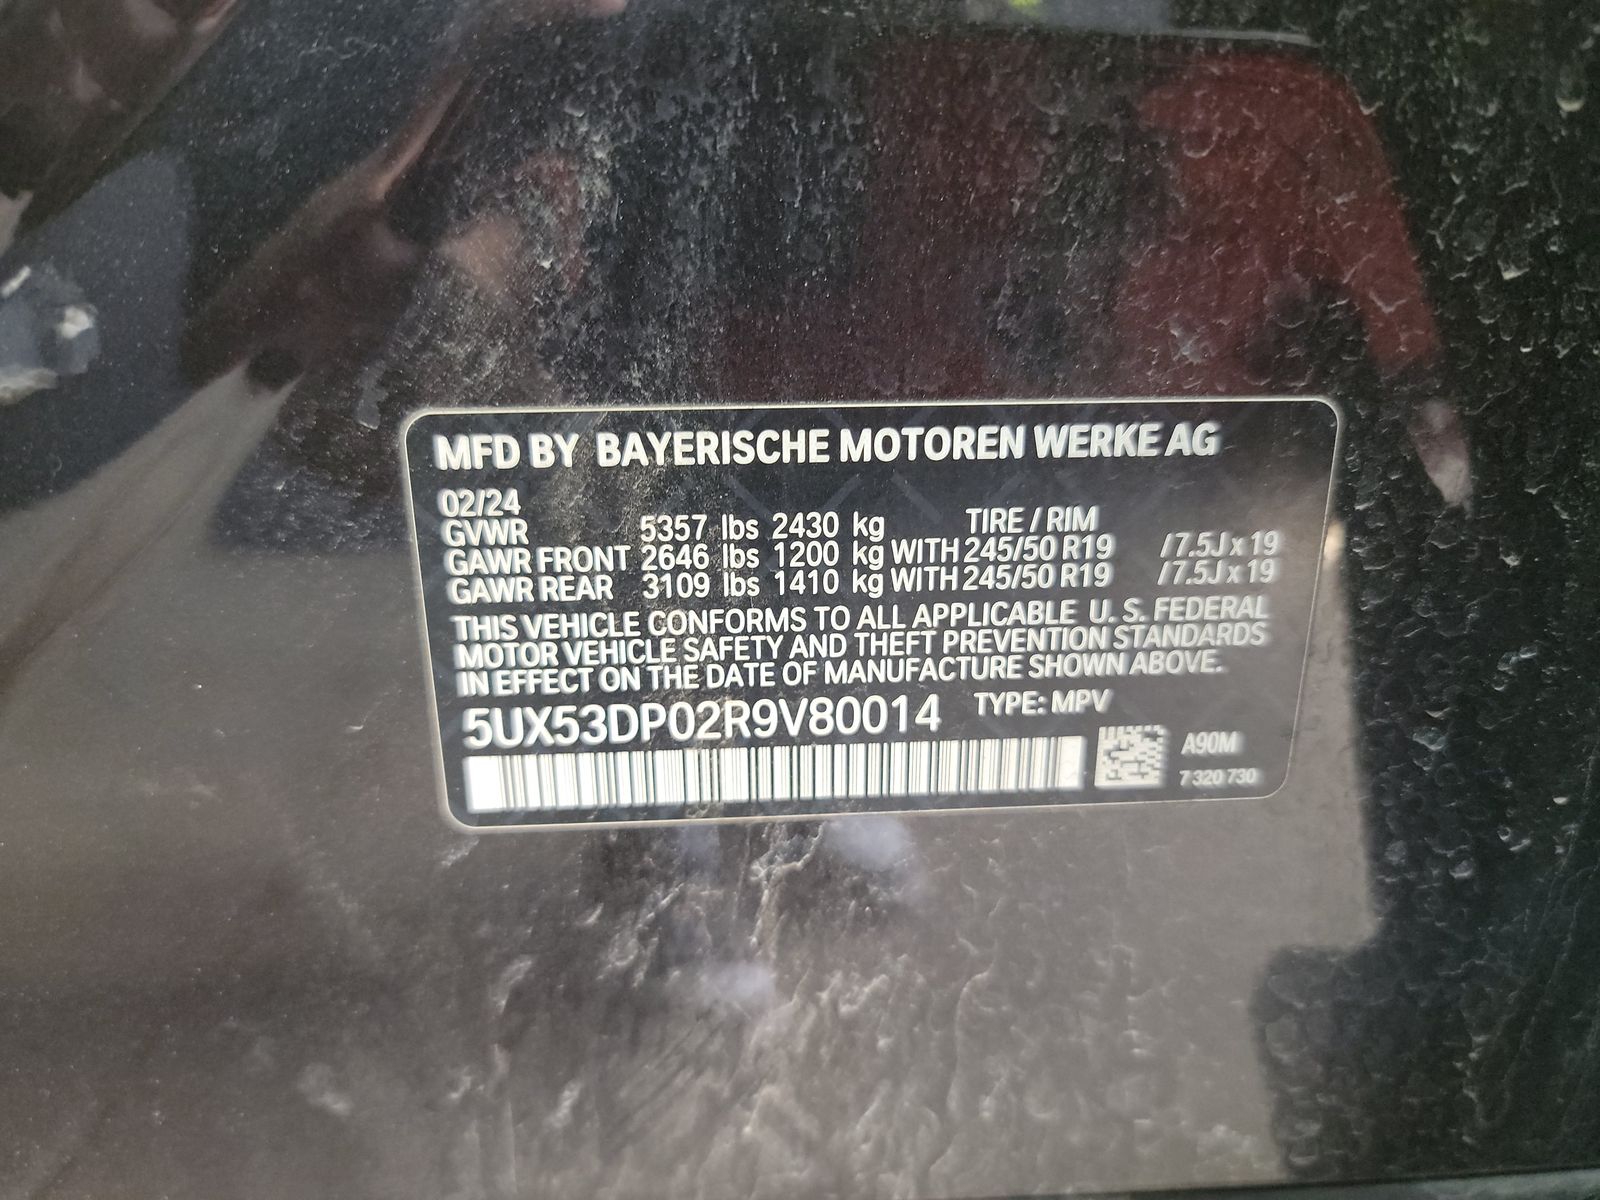 MFD BY BAYERISCHE MOTOREN WERKE AG
02/24
GVWR 5357 lbs 2430 kg TIRE / RIM
GAWR FRONT 2646 lbs 1200 kg WITH 245/50 R19 /7.5J x 19
GAWR REAR 3109 lbs 1410 kg WITH 245/50 R19 /7.5J x 19
THIS VEHICLE CONFORMS TO ALL APPLICABLE U. S. FEDERAL
MOTOR VEHICLE SAFETY AND THEFT PREVENTION STANDARDS
IN EFFECT ON THE DATE OF MANUFACTURE SHOWN ABOVE.
5UX53DP02R9V80014 TYPE: MPV
A90M
7 320 730